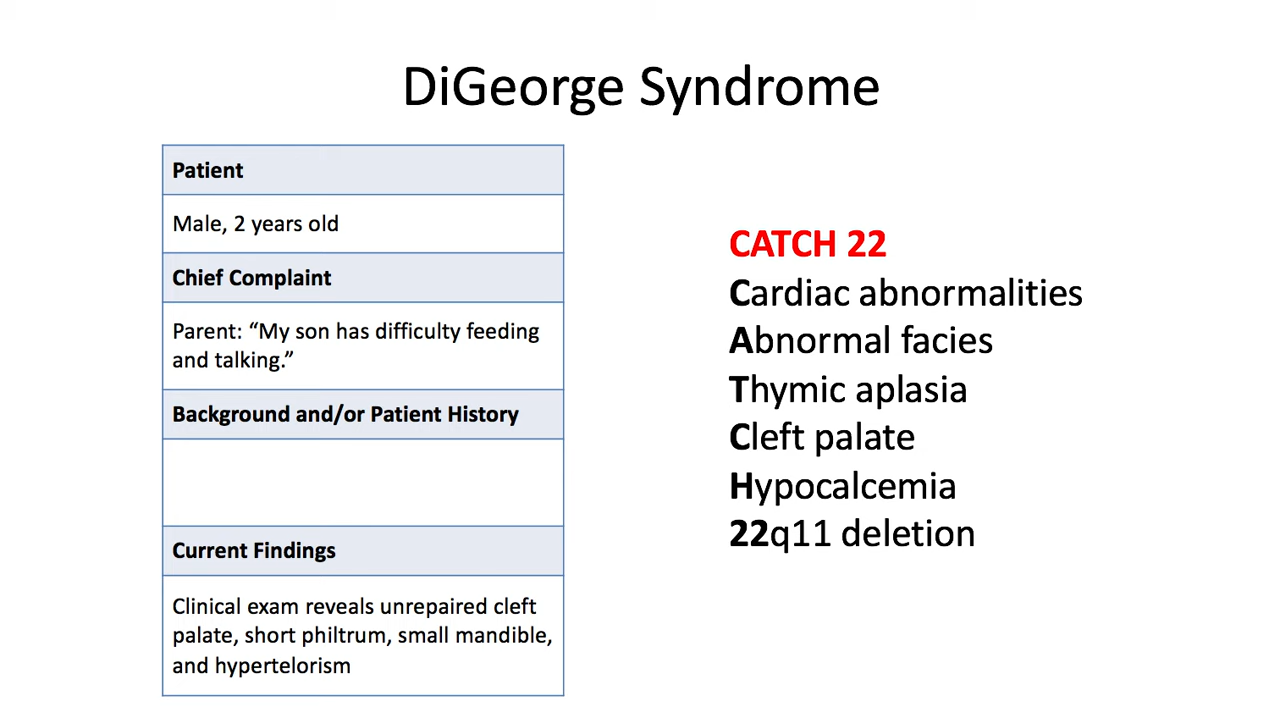 DiGeorge Syndrome
Patient
Male, 2 years old
Chief Complaint
Parent: “My son has difficulty feeding
and talking.”
Background and/or Patient History
Current Findings
Clinical exam reveals unrepaired cleft
palate, short philtrum, small mandible,
and hypertelorism
CATCH 22
Cardiac abnormalities
Abnormal facies
Thymic aplasia
Cleft palate
Hypocalcemia
22q11 deletion